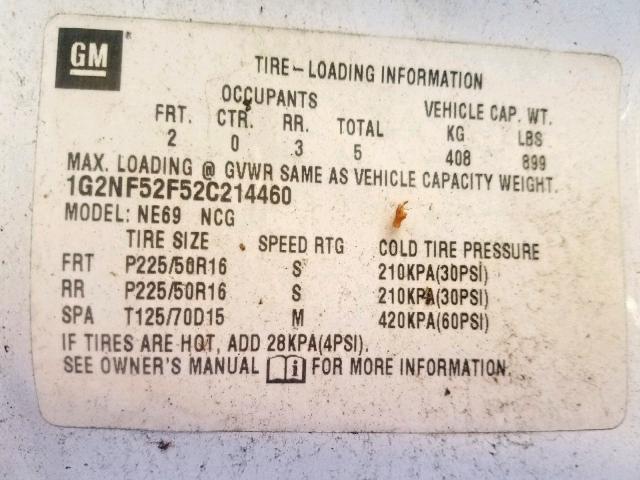 GM
TIRE-LOADING INFORMATION
OCCUPANTS VEHICLE CAP. WT.
FRT. CTR. RR. TOTAL KG LBS
2 0 3 5 408 899
MAX. LOADING @ GVWR SAME AS VEHICLE CAPACITY WEIGHT.
1G2NF52F52C214460
MODEL: NE69 NCG
TIRE SIZE SPEED RTG COLD TIRE PRESSURE
FRT P225/50R16 S 210KPA(30PSI)
RR P225/50R16 S 210KPA(30PSI)
SPA T125/70D15 M 420KPA(60PSI)
IF TIRES ARE HOT, ADD 28KPA(4PSI).
SEE OWNER'S MANUAL i FOR MORE INFORMATION.